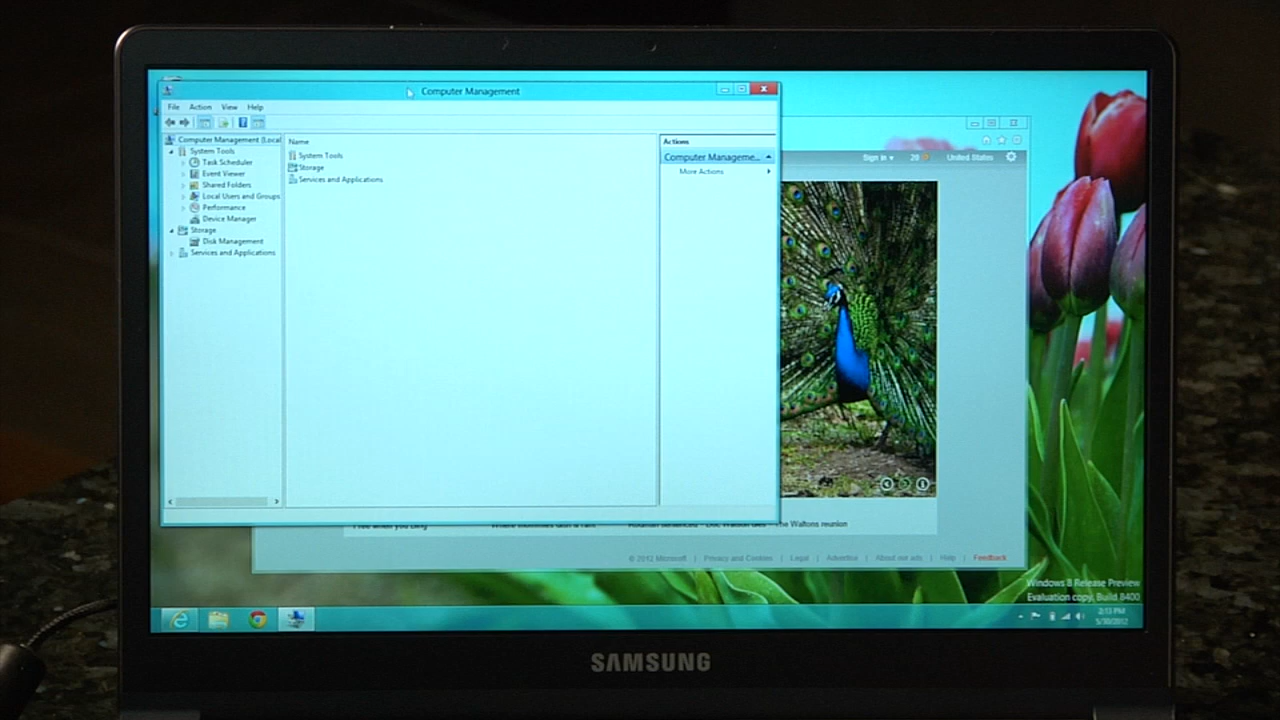 Computer Management
File Action View Help
Computer Management (Local
System Tools
Task Scheduler
Event Viewer
Shared Folders
Local Users and Groups
Performance
Device Manager
Storage
Disk Management
Services and Applications
Name
System Tools
Storage
Services and Applications
Actions
Computer Manageme...
More Actions
Sign in
20
United States
The Waltons reunion
© 2012 Microsoft | Privacy and Cookies | Legal | Advertise | About our ads | Help | Feedback
Windows 8 Release Preview
Evaluation copy. Build 8400
2:13 PM
5/30/2012
SAMSUNG